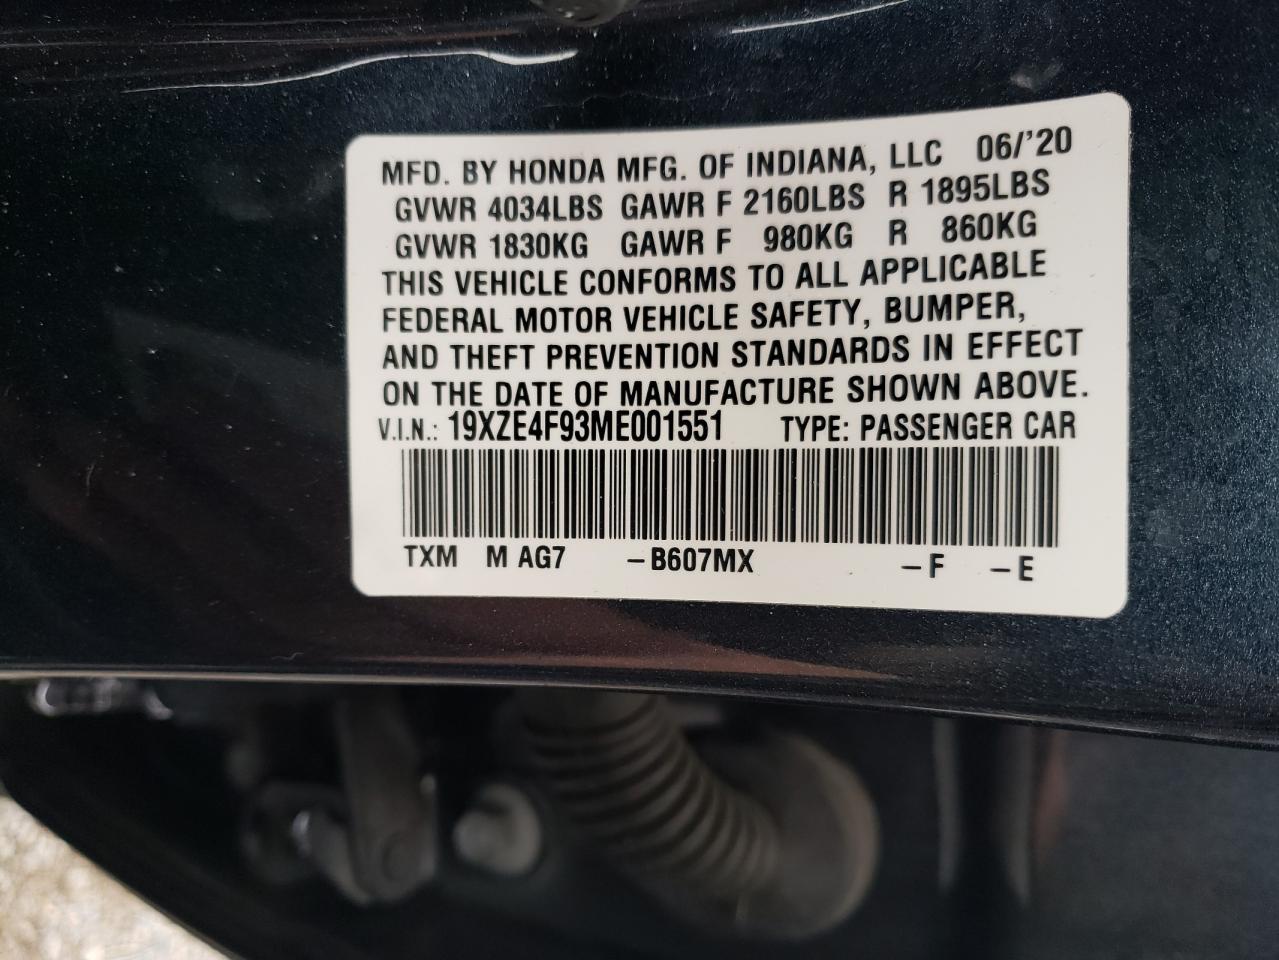 MFD. BY HONDA MFG. OF INDIANA, LLC 06/'20
GVWR 4034LBS GAWR F 2160LBS R 1895LBS
GVWR 1830KG GAWR F 980KG R 860KG
THIS VEHICLE CONFORMS TO ALL APPLICABLE
FEDERAL MOTOR VEHICLE SAFETY, BUMPER,
AND THEFT PREVENTION STANDARDS IN EFFECT
ON THE DATE OF MANUFACTURE SHOWN ABOVE.
V.I.N.: 19XZE4F93ME001551 TYPE: PASSENGER CAR
TXM M AG7 –B607MX –F –E